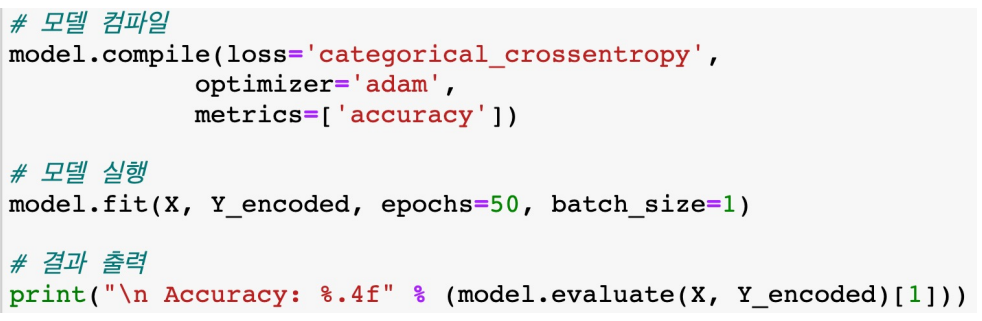 # 모델 컴파일
model.compile(loss='categorical_crossentropy',
            optimizer='adam',
            metrics=['accuracy'])
# 모델 실행
model.fit(X, Y_encoded, epochs=50, batch_size=1)
# 결과 출력
print("\n Accuracy: %.4f" % (model.evaluate(X, Y_encoded)[1]))